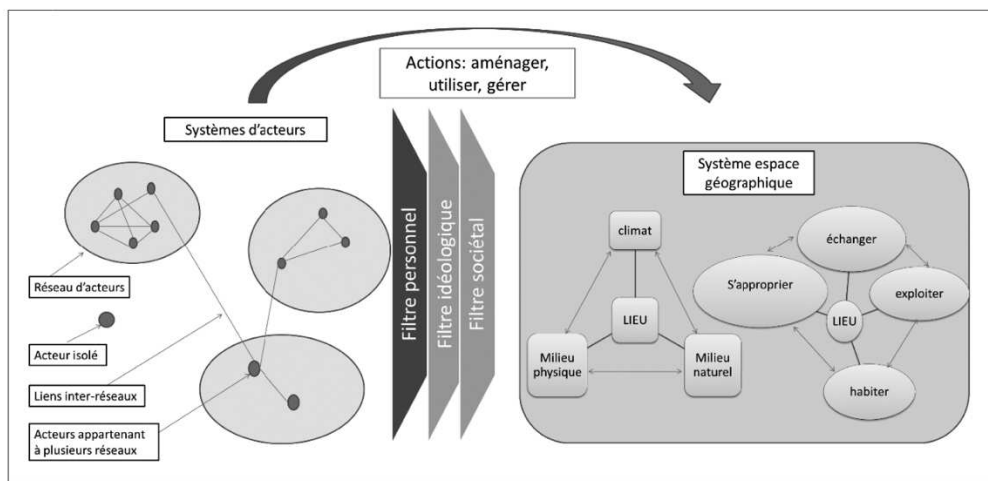 Actions: aménager,
utiliser, gérer
Systèmes d'acteurs
Réseau d'acteurs
Acteur isolé
Liens inter-réseaux
Acteurs appartenant
à plusieurs réseaux
Filtre personnel
Filtre idéologique
Filtre sociétal
Système espace
géographique
climat
LIEU
Milieu
physique
Milieu
naturel
échanger
S'approprier
exploiter
LIEU
habiter